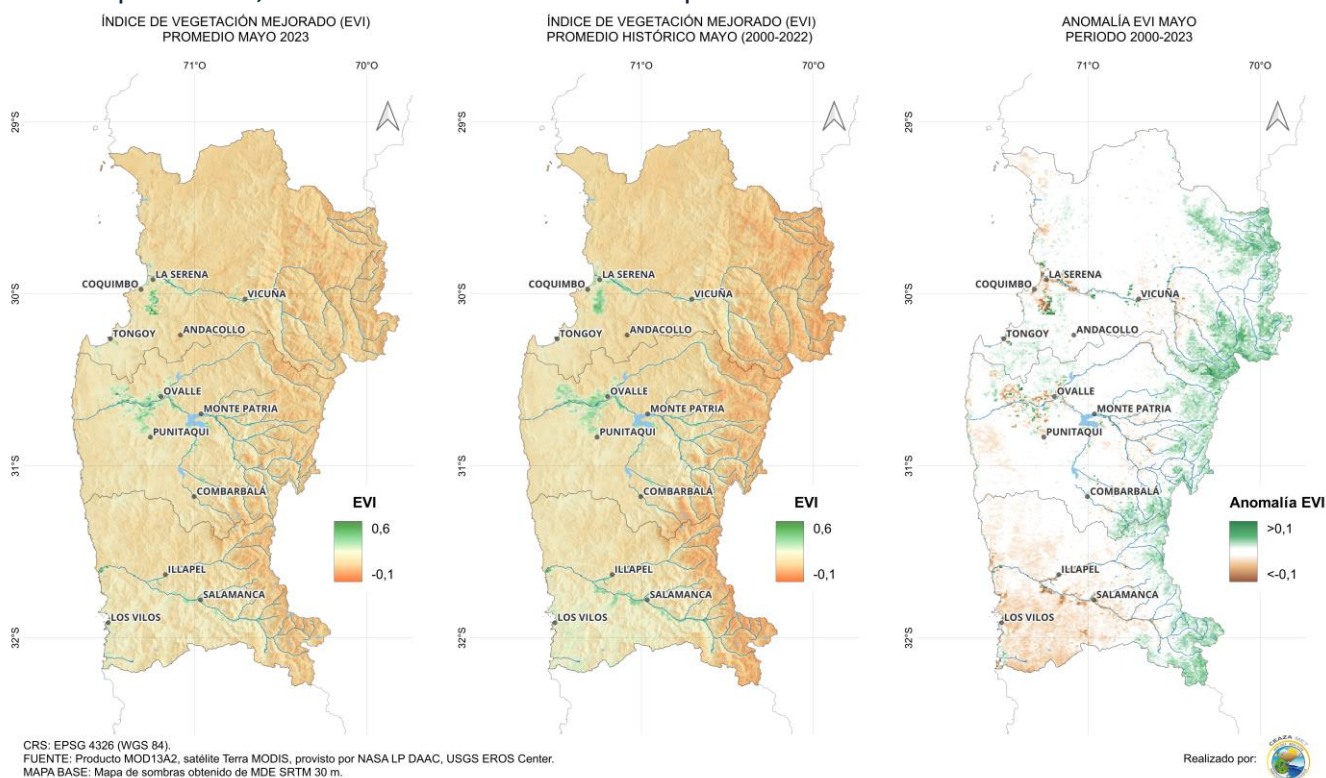 ÍNDICE DE VEGETACIÓN MEJORADO (EVI)
PROMEDIO MAYO 2023
71°O
70°O
29°S
30°S
31°S
32°S
LA SERENA
COQUIMBO
VICUÑA
TONGOY
ANDACOLLO
OVALLE
MONTE PATRIA
PUNITAQUI
COMBARBALÁ
ILLAPEL
SALAMANCA
LOS VILOS
EVI
0,6
-0,1
ÍNDICE DE VEGETACIÓN MEJORADO (EVI)
PROMEDIO HISTÓRICO MAYO (2000-2022)
71°O
70°O
29°S
30°S
31°S
32°S
LA SERENA
COQUIMBO
VICUÑA
TONGOY
ANDACOLLO
OVALLE
MONTE PATRIA
PUNITAQUI
COMBARBALÁ
ILLAPEL
SALAMANCA
LOS VILOS
EVI
0,6
-0,1
ANOMALÍA EVI MAYO
PERIODO 2000-2023
71°O
70°O
29°S
30°S
31°S
32°S
LA SERENA
COQUIMBO
VICUÑA
TONGOY
ANDACOLLO
OVALLE
MONTE PATRIA
PUNITAQUI
COMBARBALÁ
ILLAPEL
SALAMANCA
LOS VILOS
Anomalía EVI
>0,1
<-0,1
CRS: EPSG 4326 (WGS 84).
FUENTE: Producto MOD13A2, satélite Terra MODIS, provisto por NASA LP DAAC, USGS EROS Center.
MAPA BASE: Mapa de sombras obtenido de MDE SRTM 30 m.
Realizado por:
CEAZA MET